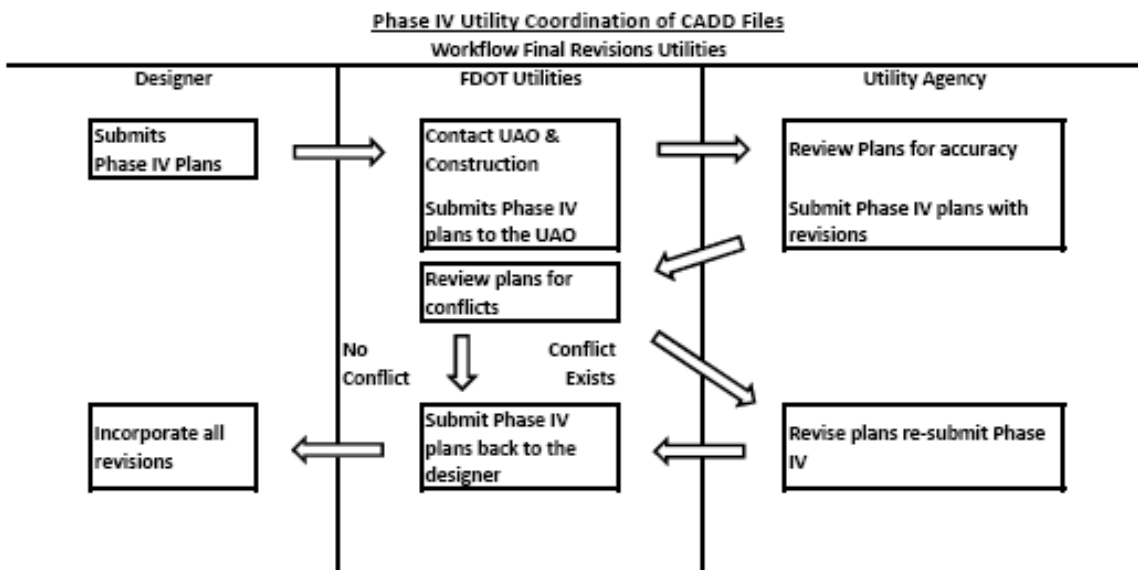 Phase IV Utility Coordination of CADD Files
Workflow Final Revisions Utilities
Designer
FDOT Utilities
Utility Agency
Submits
Phase IV Plans
Contact UAO &
Construction
Submits Phase IV
plans to the UAO
Review Plans for accuracy
Submit Phase IV plans with
revisions
Review plans for
conflicts
No
Conflict
Conflict
Exists
Incorporate all
revisions
Submit Phase IV
plans back to the
designer
Revise plans re-submit Phase
IV